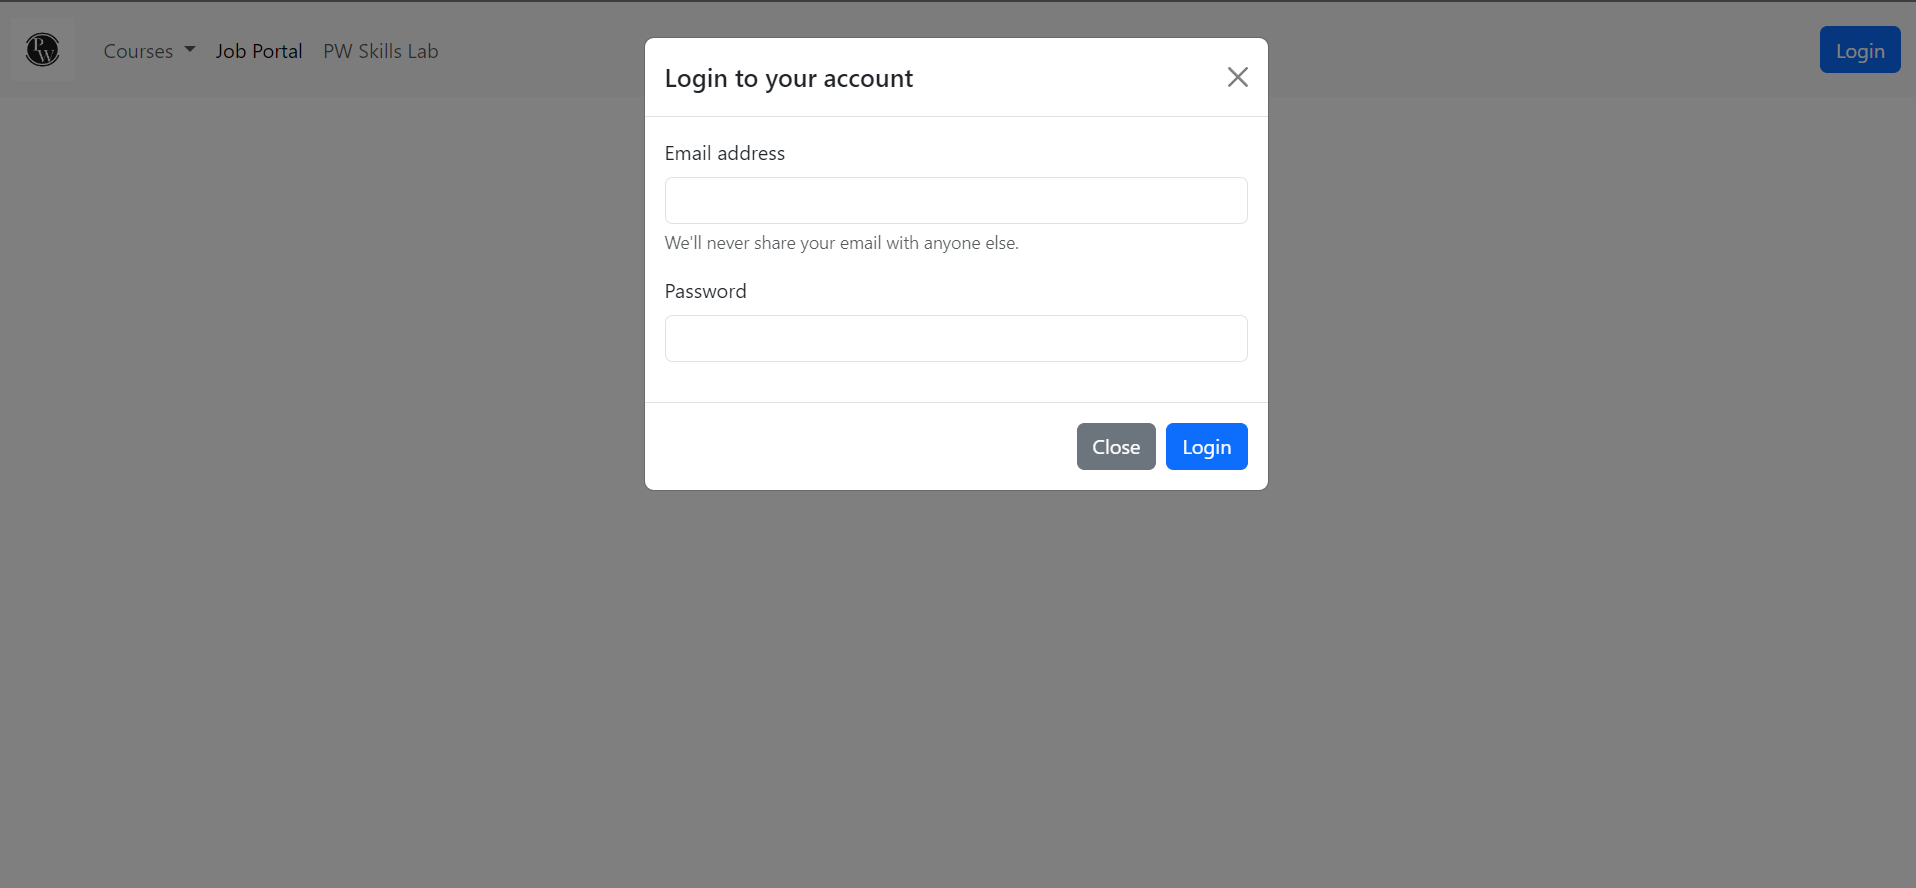 PW
Courses Job Portal PW Skills Lab
Login
Login to your account
Email address
We'll never share your email with anyone else.
Password
Close Login